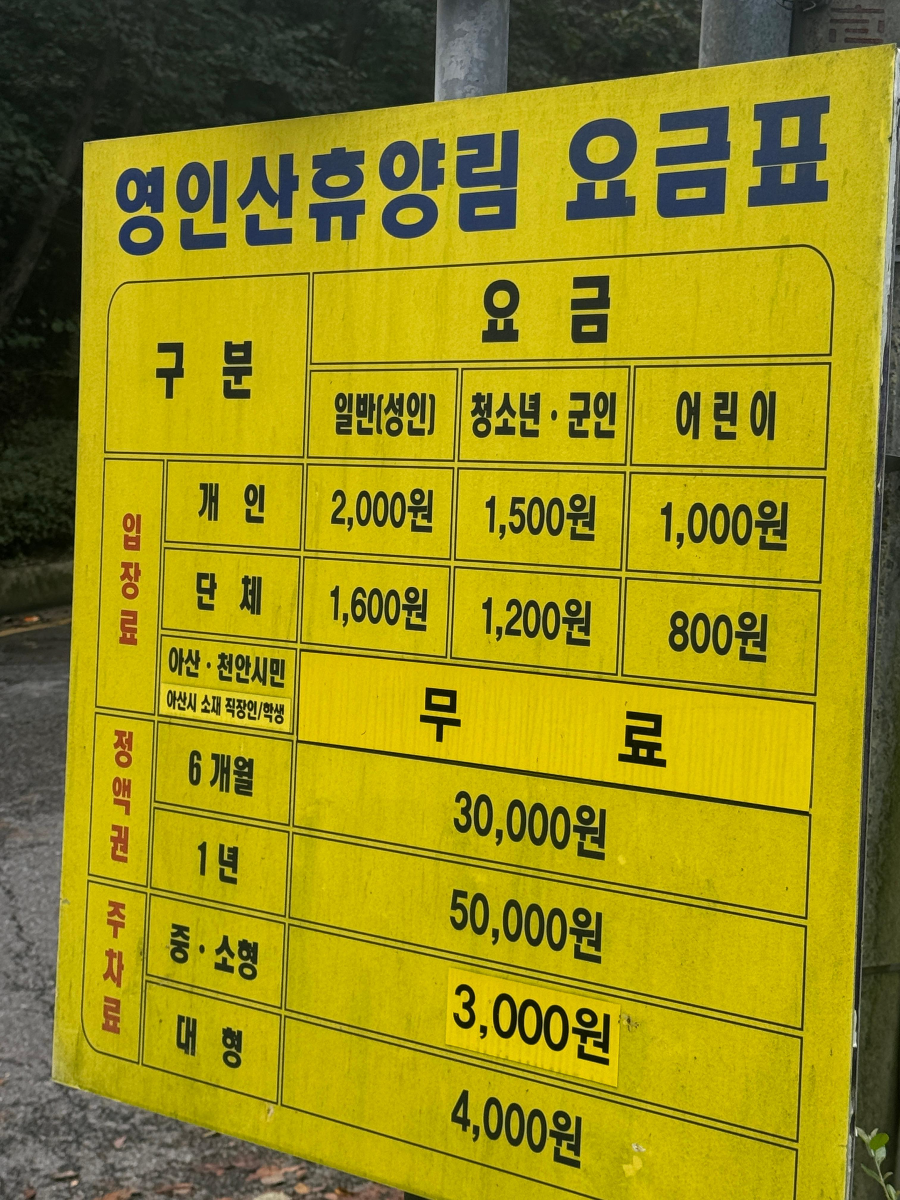 영인산휴양림 요금표
구 분
요 금
일반(성인) 청소년·군인 어린이
입장료
개 인 2,000원 1,500원 1,000원
단 체 1,600원 1,200원 800원
아산·천안시민
아산시 소재 직장인/학생
무 료
정액권
6개월 30,000원
1년 50,000원
주차료
중·소형 3,000원
대 형 4,000원